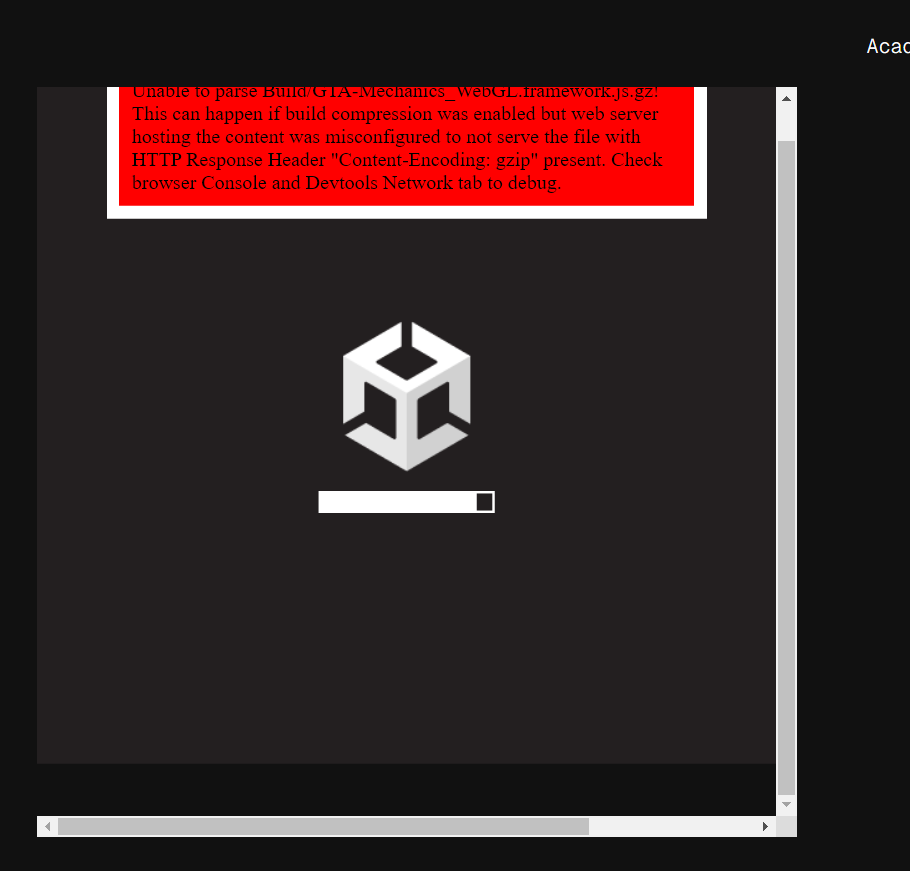 Acad
Unable to parse Build/GTA-Mechanics_WebGL.framework.js.gz!
This can happen if build compression was enabled but web server
hosting the content was misconfigured to not serve the file with
HTTP Response Header "Content-Encoding: gzip" present. Check
browser Console and Devtools Network tab to debug.